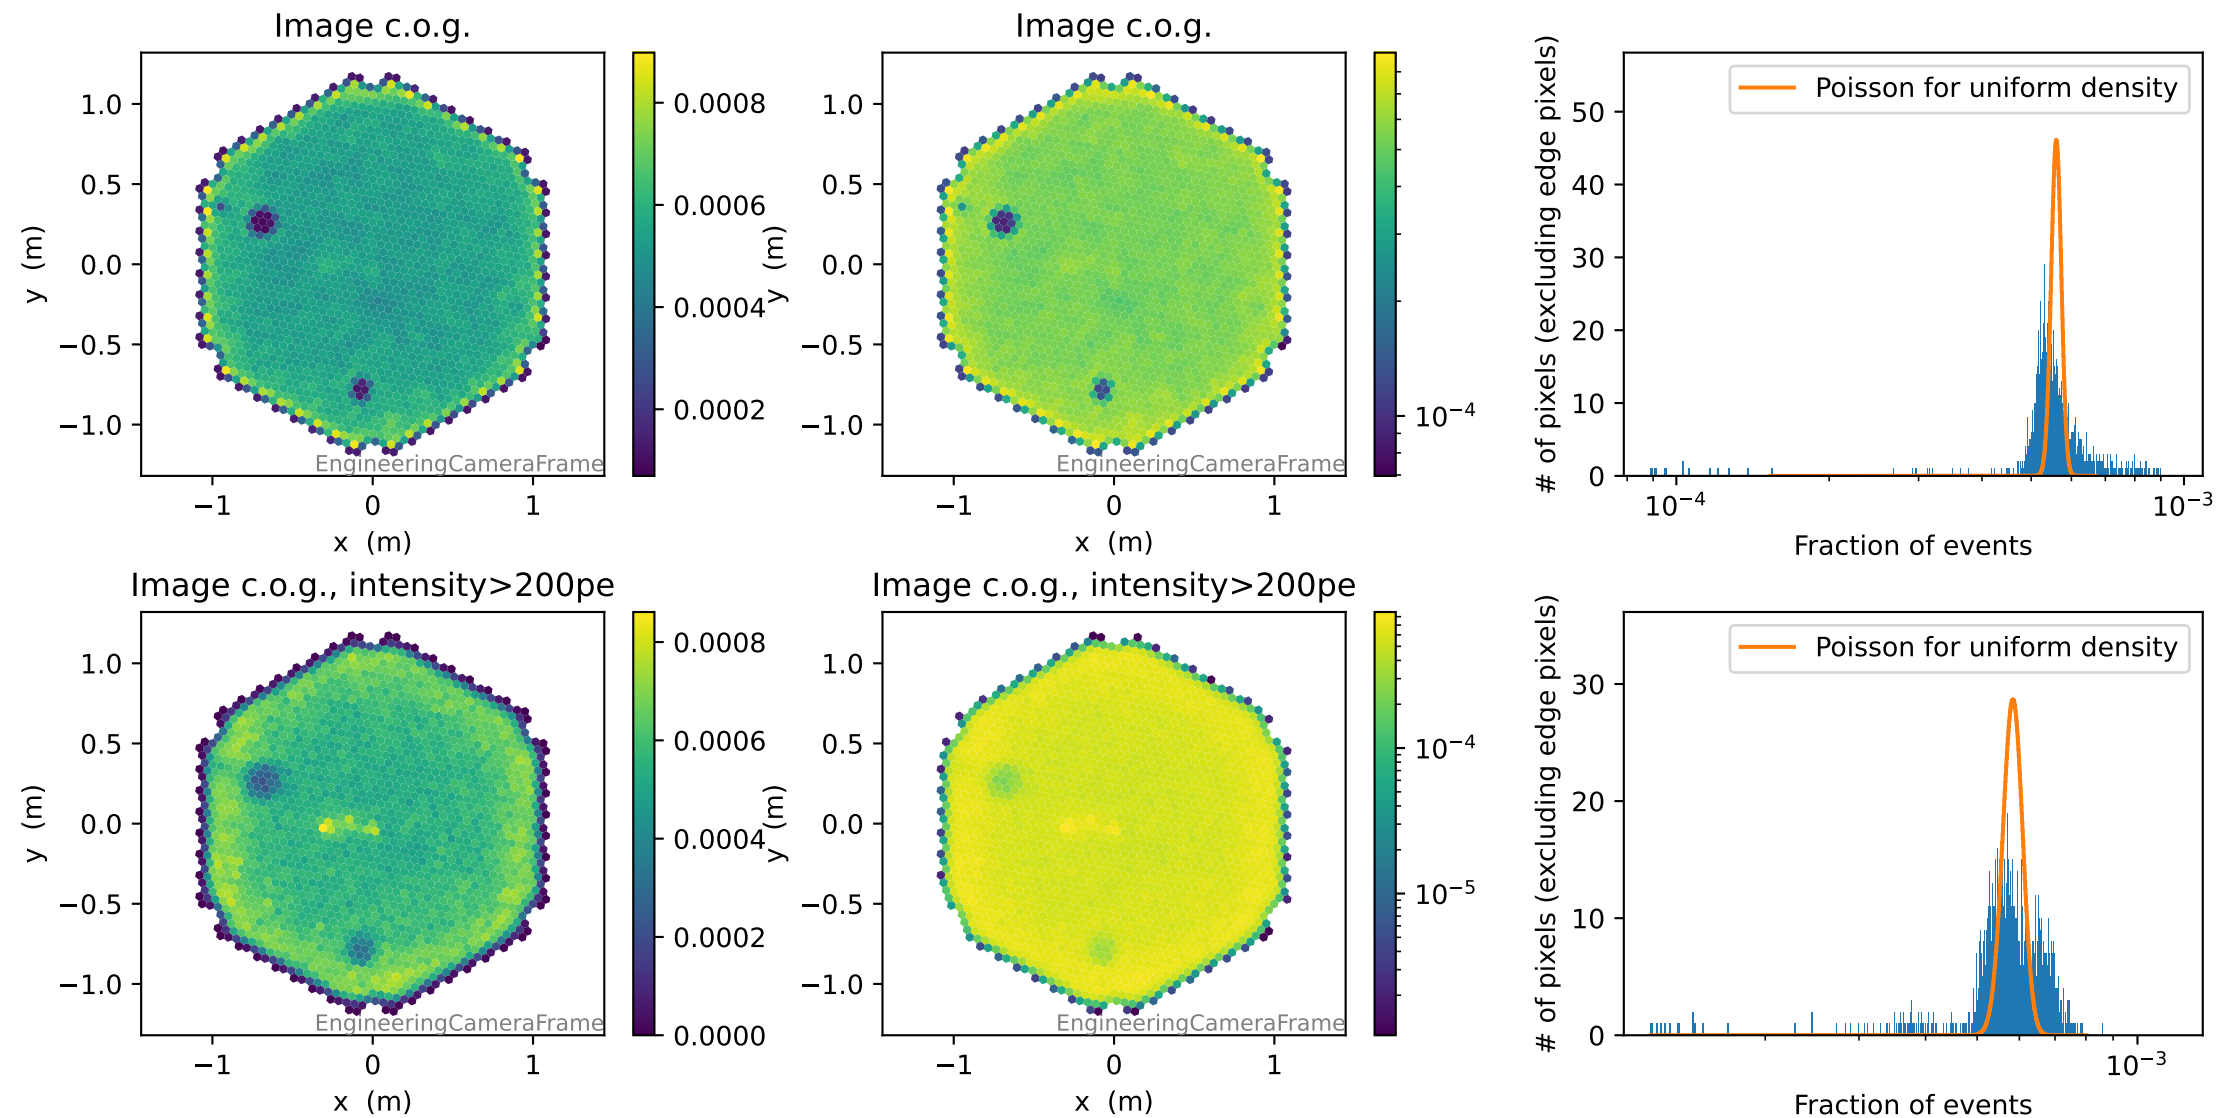 Image c.o.g.
1.0
0.5
0.0
−0.5
−1.0
y (m)
−1
0
1
x (m)
EngineeringCameraFrame
0.0008
0.0006
0.0004
0.0002
Image c.o.g.
1.0
0.5
0.0
−0.5
−1.0
y (m)
−1
0
1
x (m)
EngineeringCameraFrame
10⁻⁴
# of pixels (excluding edge pixels)
50
40
30
20
10
0
Poisson for uniform density
10⁻⁴
10⁻³
Fraction of events
Image c.o.g., intensity>200pe
1.0
0.5
0.0
−0.5
−1.0
y (m)
−1
0
1
x (m)
EngineeringCameraFrame
0.0008
0.0006
0.0004
0.0002
0.0000
Image c.o.g., intensity>200pe
1.0
0.5
0.0
−0.5
−1.0
y (m)
−1
0
1
x (m)
EngineeringCameraFrame
10⁻⁴
10⁻⁵
# of pixels (excluding edge pixels)
30
20
10
0
Poisson for uniform density
10⁻³
Fraction of events